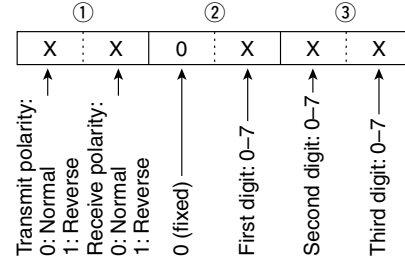 ① ② ③
X X 0 X X X
Transmit polarity:
0: Normal
1: Reverse
Receive polarity:
0: Normal
1: Reverse
0 (fixed)
First digit: 0–7
Second digit: 0–7
Third digit: 0–7